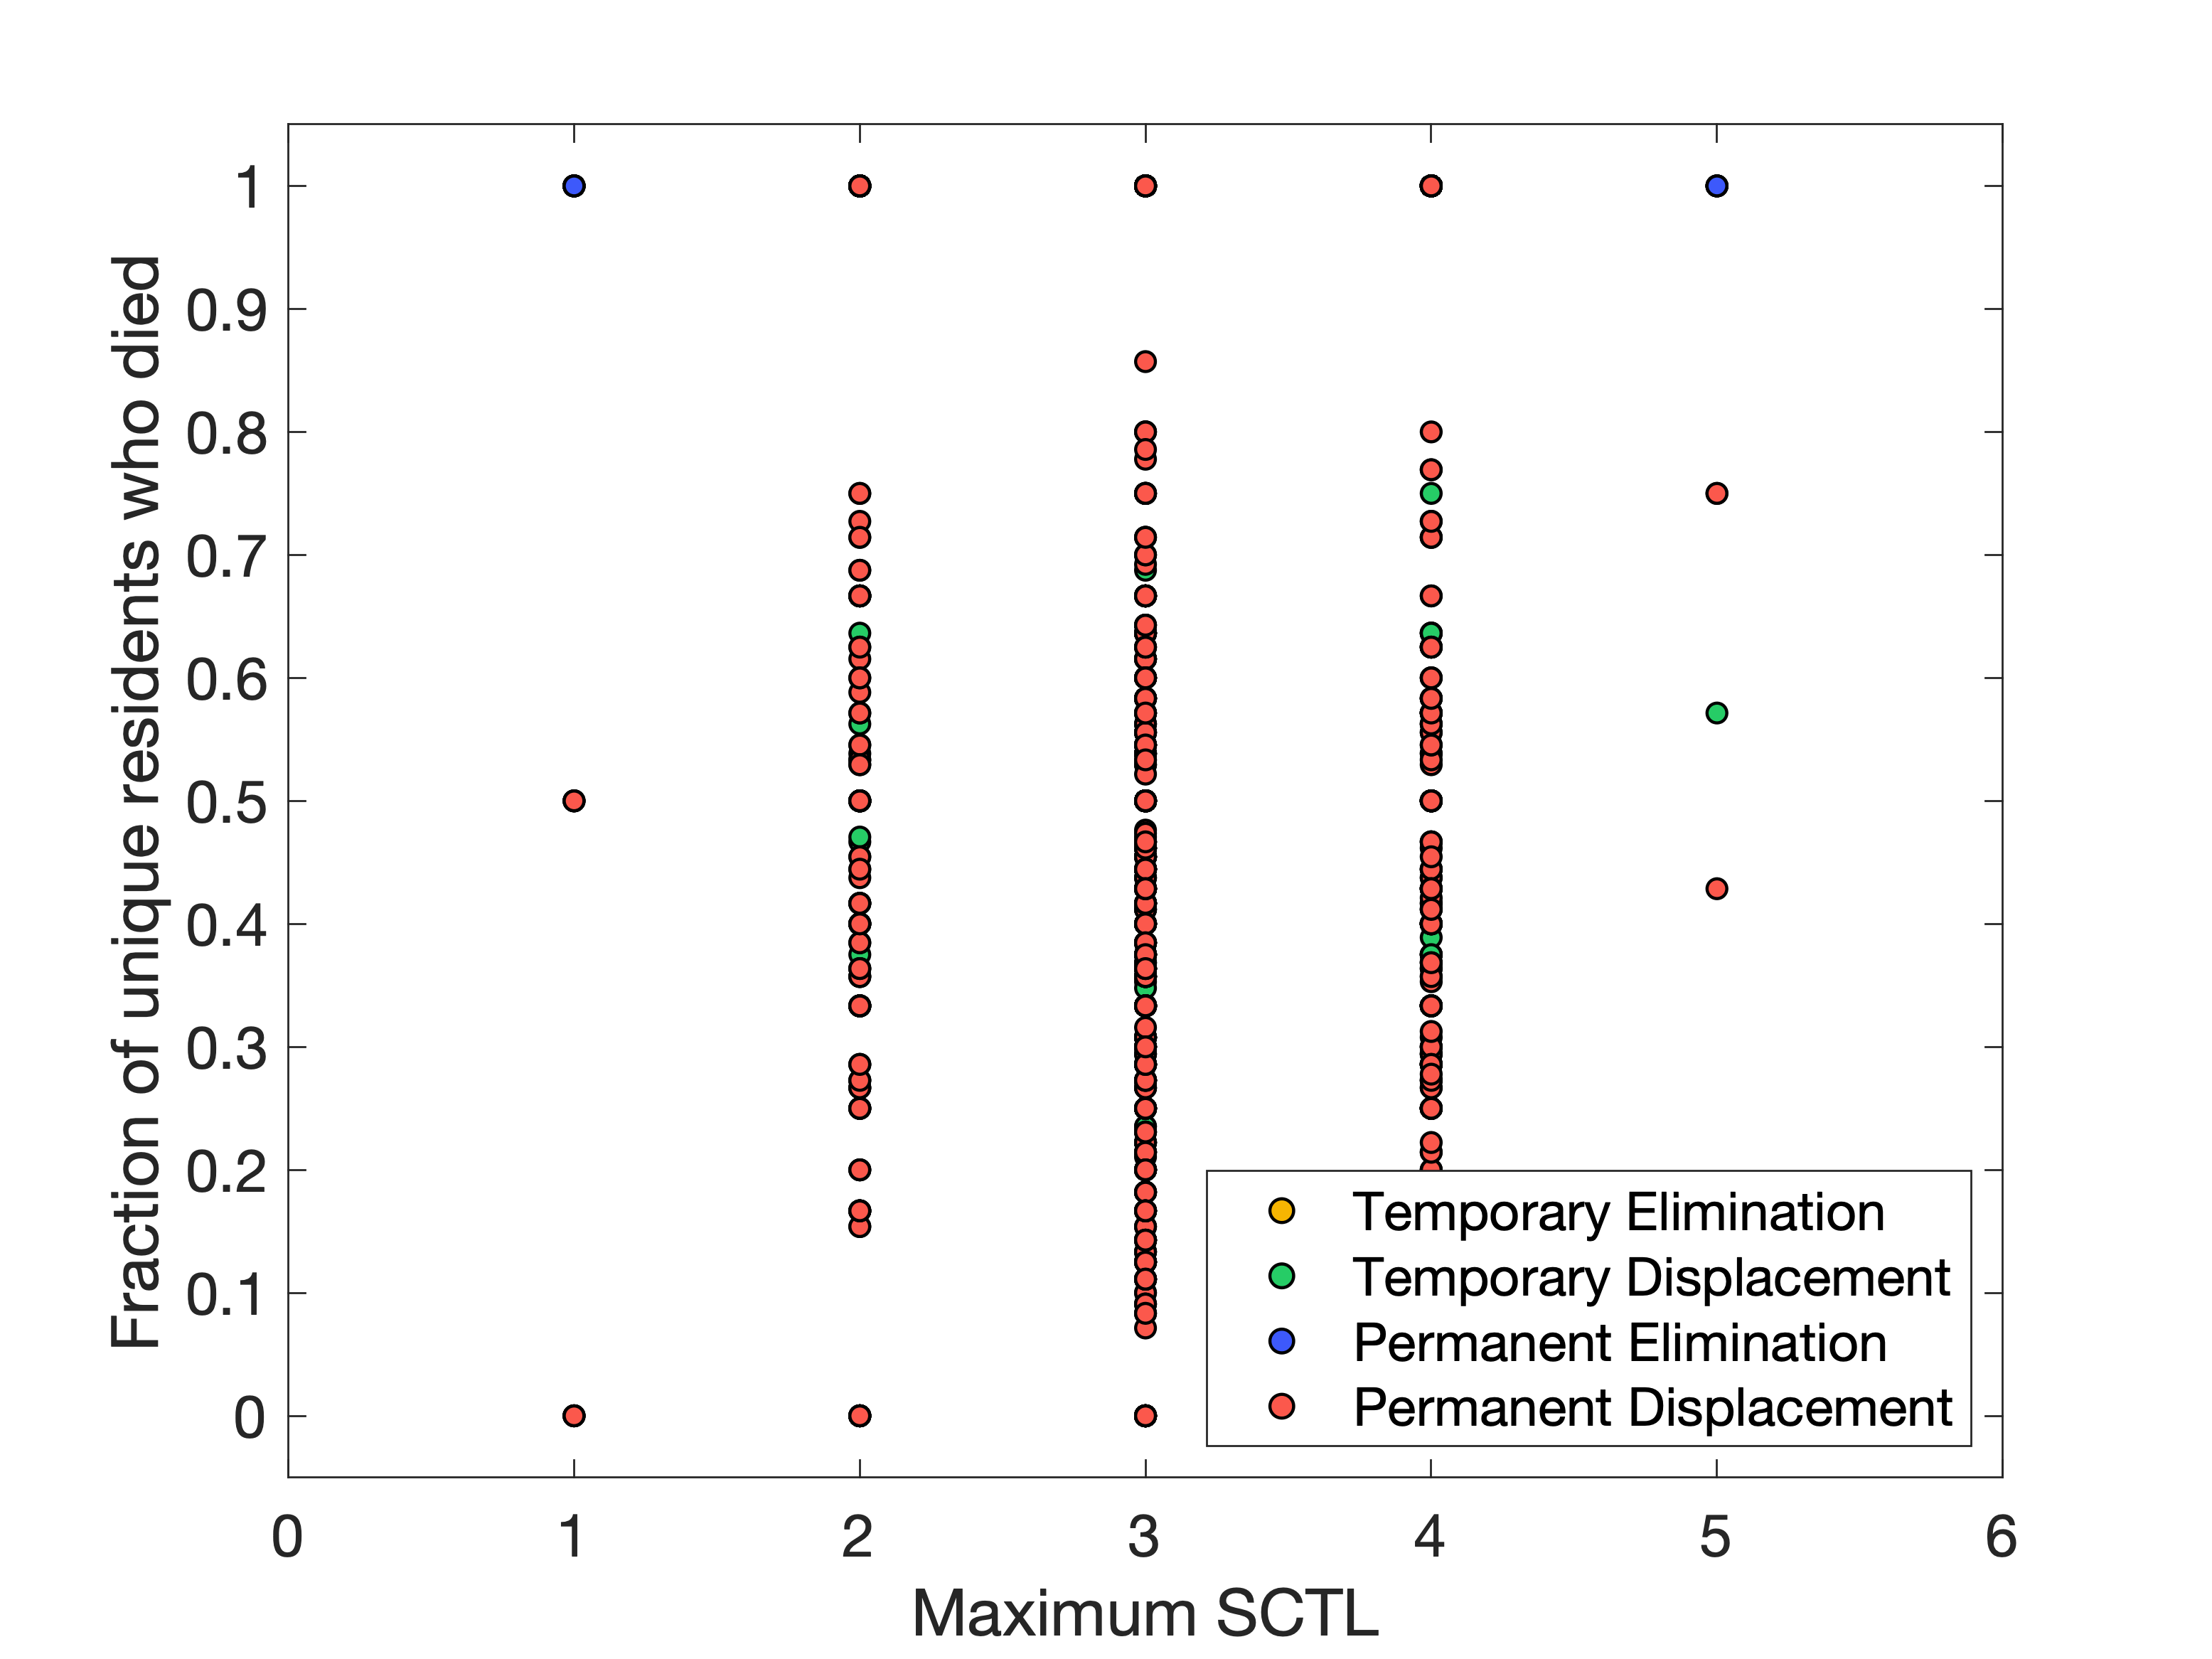 Fraction of unique residents who died
1
0.9
0.8
0.7
0.6
0.5
0.4
0.3
0.2
0.1
0
Temporary Elimination
Temporary Displacement
Permanent Elimination
Permanent Displacement
0 1 2 3 4 5 6
Maximum SCTL